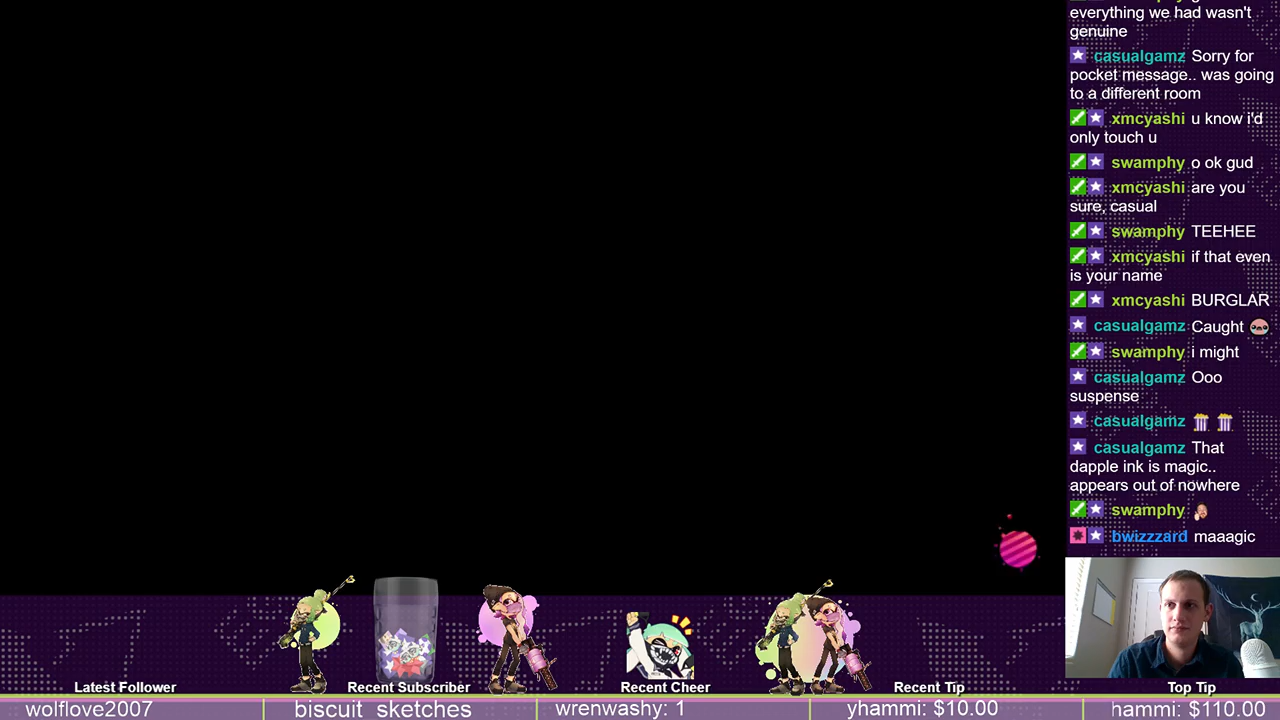 everything we had wasn't
genuine
casualgamz Sorry for
pocket message.. was going
to a different room
xmcyashi u know i'd
only touch u
swamphy o ok gud
xmcyashi are you
sure, casual
swamphy TEEHEE
xmcyashi if that even
is your name
xmcyashi BURGLAR
casualgamz Caught
swamphy i might
casualgamz Ooo
suspense
casualgamz
casualgamz That
dapple ink is magic..
appears out of nowhere
swamphy
bwizzzard maaagic
Latest Follower
Recent Subscriber
Recent Cheer
Recent Tip
Top Tip
wolflove2007
biscuit_sketches
wrenwashy: 1
yhammi: $10.00
hammi: $110.00